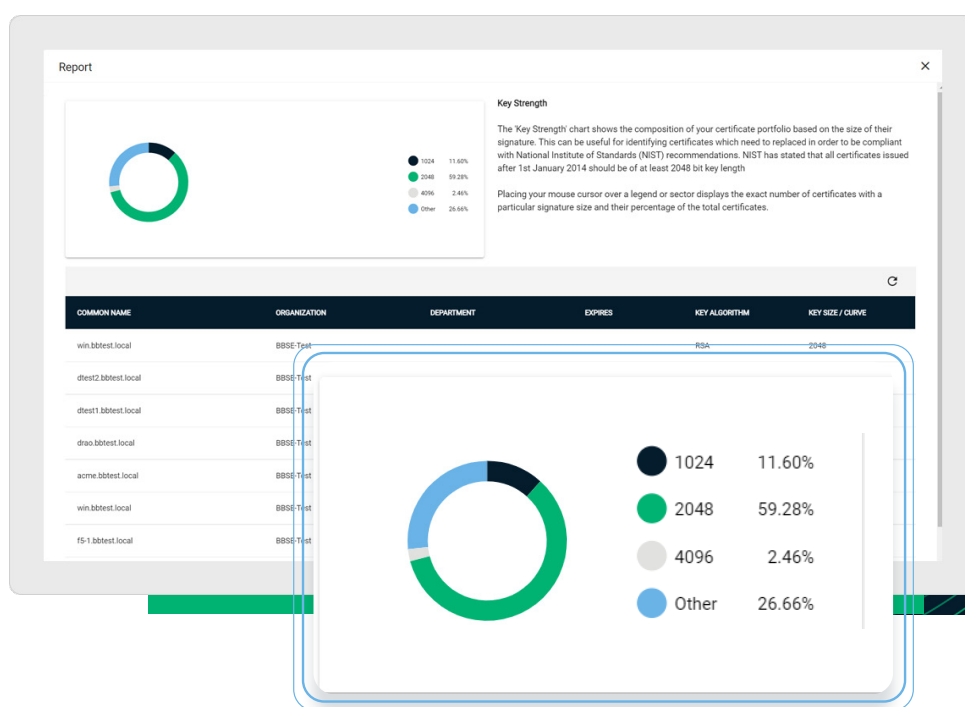 Report
1024 11.60%
2048 59.28%
4096 2.46%
Other 26.66%
Key Strength
The 'Key Strength' chart shows the composition of your certificate portfolio based on the size of their
signature. This can be useful for identifying certificates which need to replaced in order to be compliant
with National Institute of Standards (NIST) recommendations. NIST has stated that all certificates issued
after 1st January 2014 should be of at least 2048 bit key length
Placing your mouse cursor over a legend or sector displays the exact number of certificates with a
particular signature size and their percentage of the total certificates.
COMMON NAME ORGANIZATION DEPARTMENT EXPIRES KEY ALGORITHM KEY SIZE / CURVE
win.bbtest.local BBSE-Test RSA 2048
dtest2.bbtest.local BBSE-Test
dtest1.bbtest.local BBSE-Test
drao.bbtest.local BBSE-Test
acme.bbtest.local BBSE-Test
win.bbtest.local BBSE-Test
f5-1.bbtest.local BBSE-Test
1024 11.60%
2048 59.28%
4096 2.46%
Other 26.66%